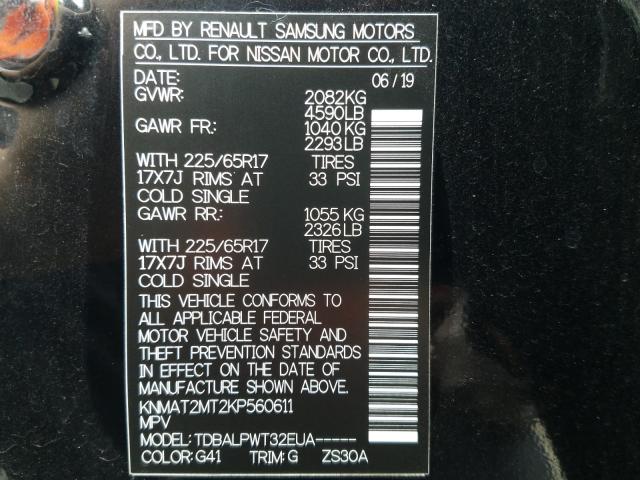 MFD BY RENAULT SAMSUNG MOTORS
CO., LTD. FOR NISSAN MOTOR CO., LTD.
DATE: 06/19
GVWR: 2082KG
4590LB
GAWR FR: 1040KG
2293LB
WITH 225/65R17 TIRES
17X7J RIMS AT 33 PSI
COLD SINGLE
GAWR RR: 1055 KG
2326LB
WITH 225/65R17 TIRES
17X7J RIMS AT 33 PSI
COLD SINGLE
THIS VEHICLE CONFORMS TO
ALL APPLICABLE FEDERAL
MOTOR VEHICLE SAFETY AND
THEFT PREVENTION STANDARDS
IN EFFECT ON THE DATE OF
MANUFACTURE SHOWN ABOVE.
KNMAT2MT2KP560611
MPV
MODEL: TDBALPWT32EUA-----
COLOR: G41 TRIM: G ZS30A